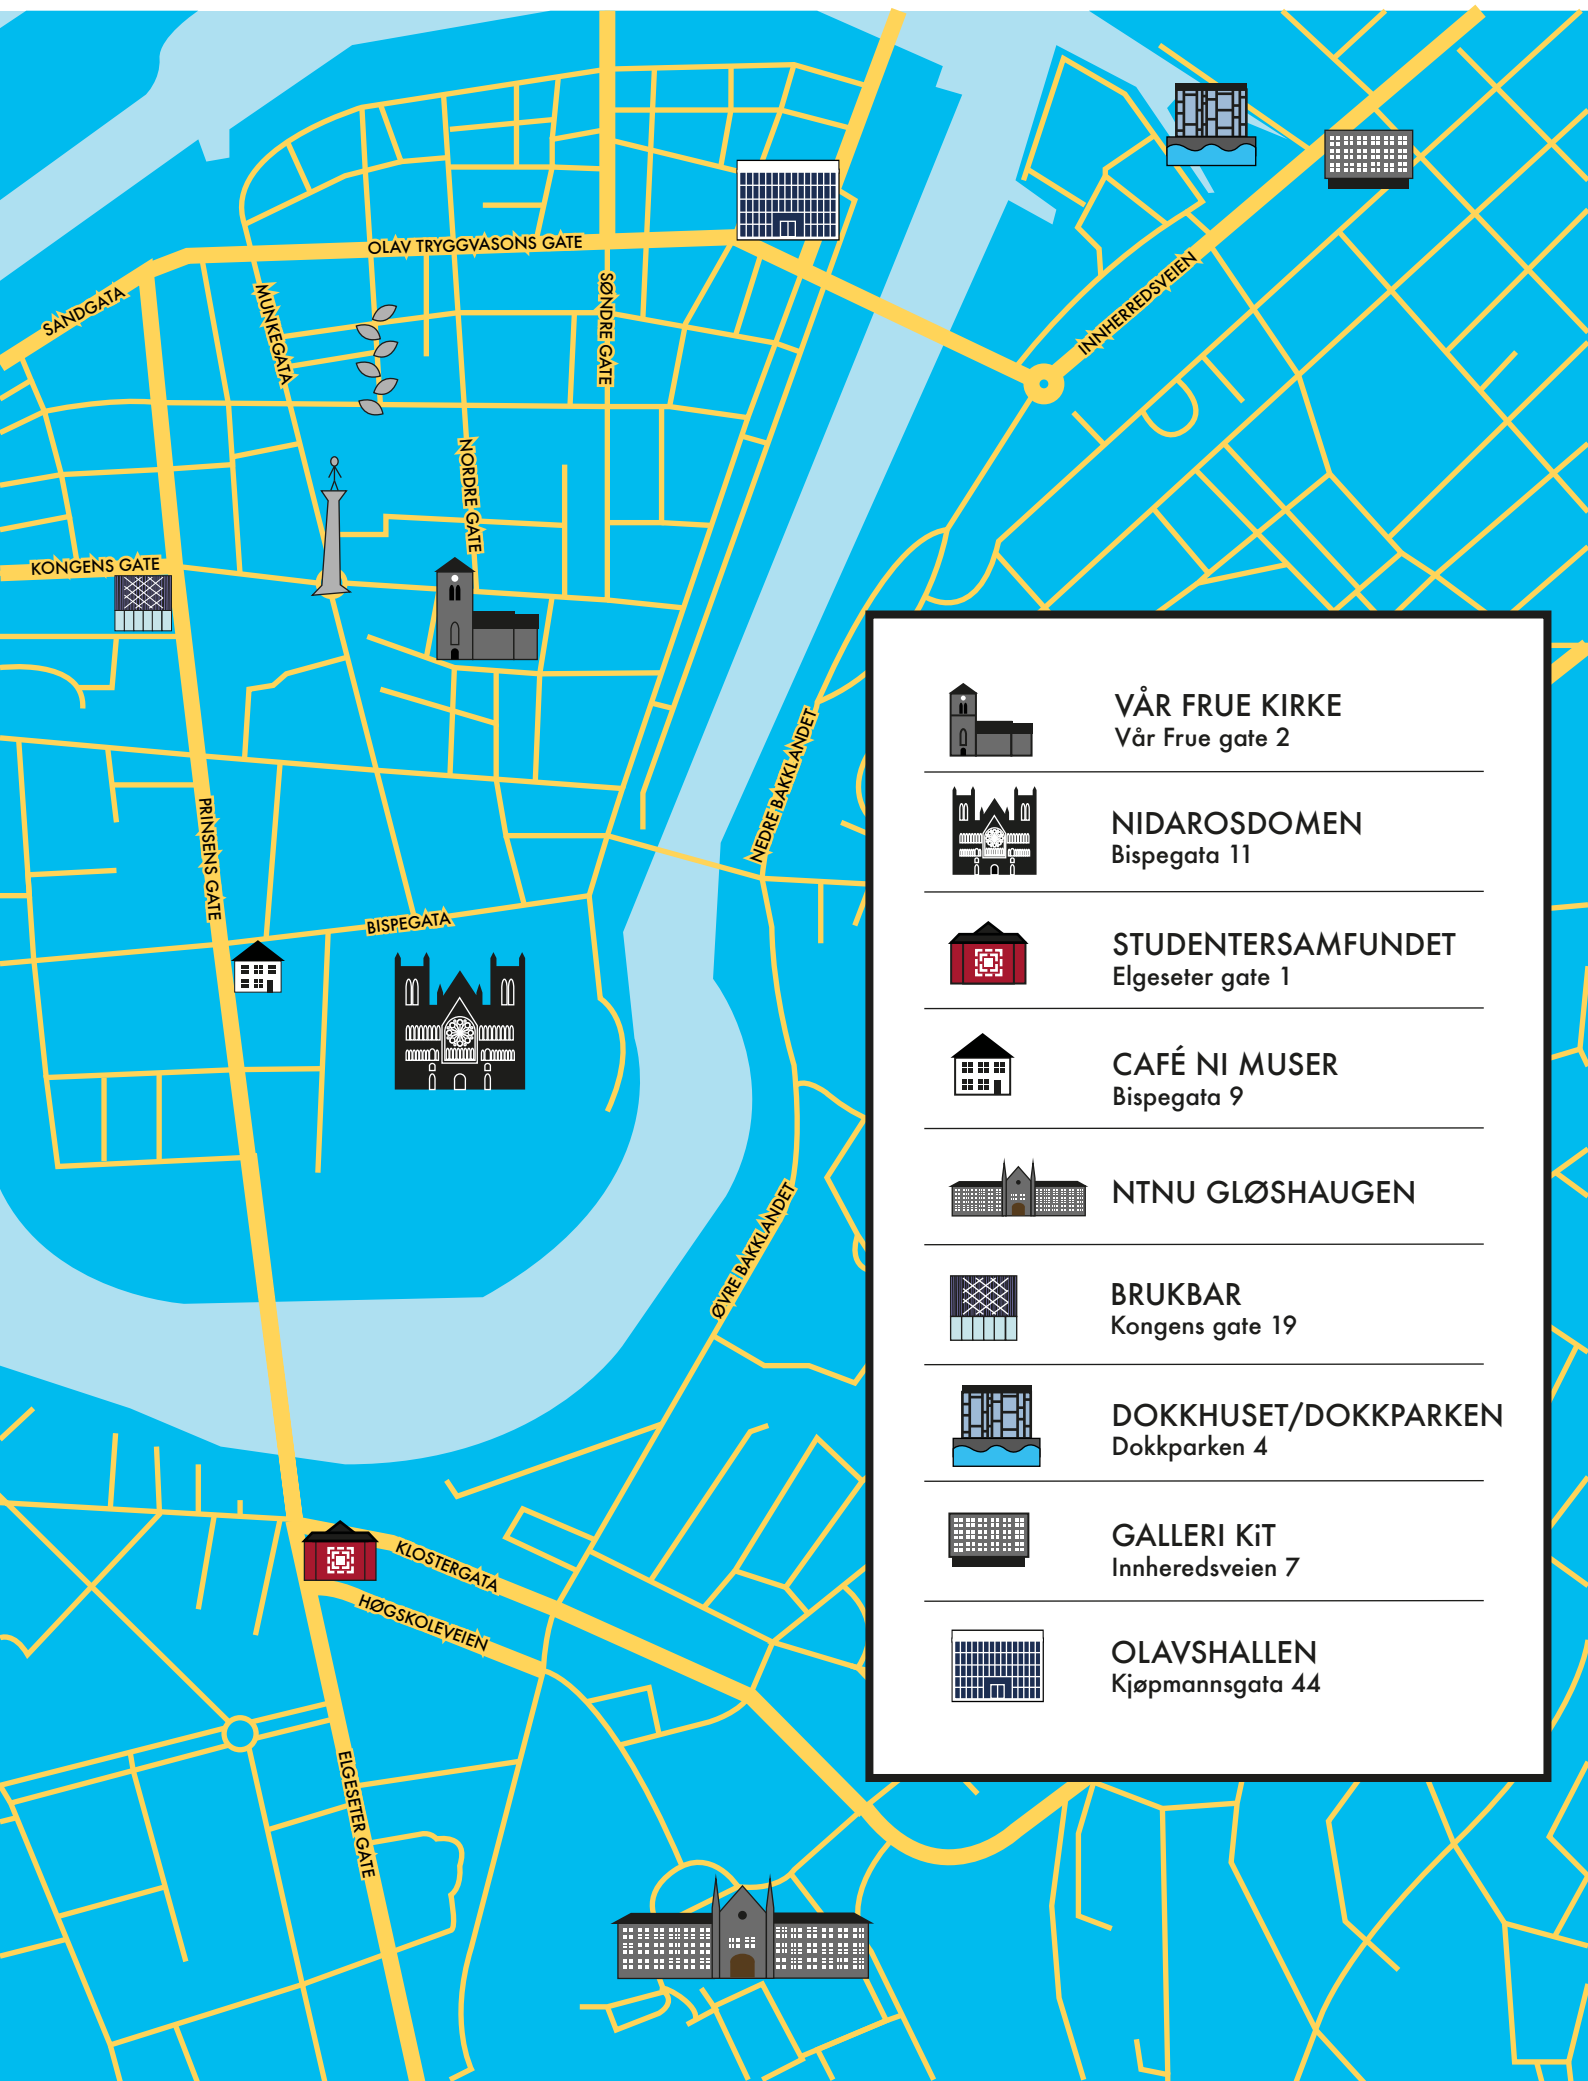 OLAV TRYGGVASONS GATE
SANDGATA
MUNKEGATA
SØNDRE GATE
INNHERREDSVEIEN
NORDRE GATE
KONGENS GATE
NEDRE BAKKLANDET
PRINSENS GATE
BISPEGATA
ØVRE BAKKLANDET
KLOSTERGATA
HØGSKOLEVEIEN
ELGESETER GATE
VÅR FRUE KIRKE
Vår Frue gate 2
NIDAROSDOMEN
Bispegata 11
STUDENTERSAMFUNDET
Elgeseter gate 1
CAFÉ NI MUSER
Bispegata 9
NTNU GLØSHAUGEN
BRUKBAR
Kongens gate 19
DOKKHUSET/DOKKPARKEN
Dokkparken 4
GALLERI KiT
Innheredsveien 7
OLAVSHALLEN
Kjøpmannsgata 44